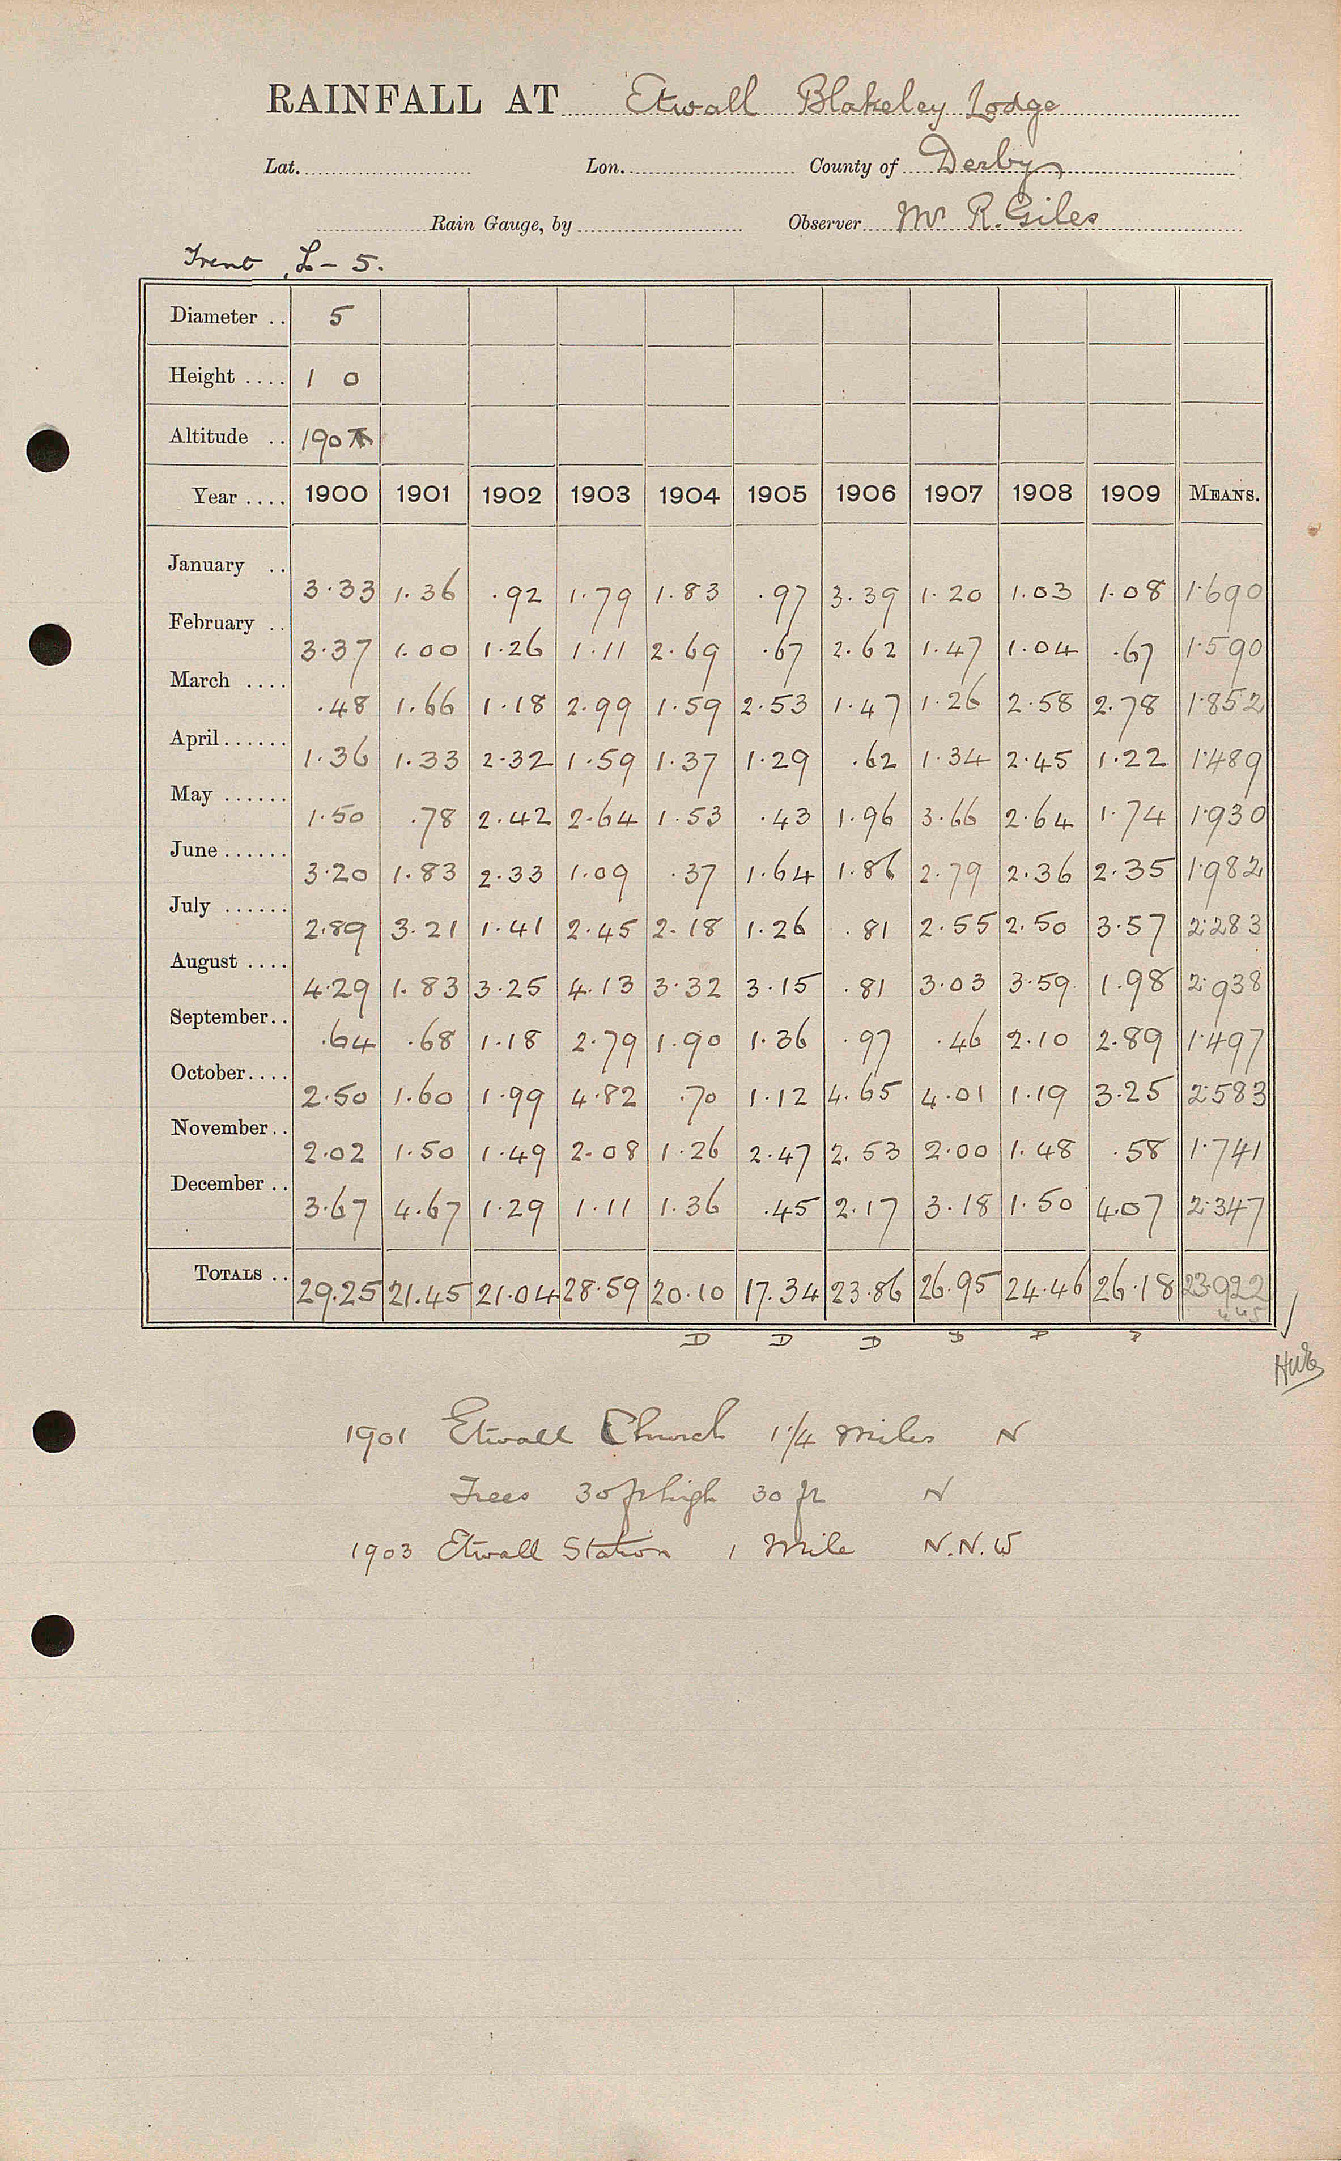 RAINFALL AT Etwall Blakeley Lodge
Lat. Lon. County of Derby
Rain Gauge, by Observer Mr R. Giles
Trent L - 5.
Diameter .. 5
Height .... 1 0
Altitude .. 190
Year .... 1900 1901 1902 1903 1904 1905 1906 1907 1908 1909 MEANS.
January .. 3.33 1.36 .92 1.79 1.83 .97 3.39 1.20 1.03 1.08 1.690
February .. 3.37 1.00 1.26 1.11 2.69 .67 2.62 1.47 1.04 .67 1.590
March .... .48 1.66 1.18 2.99 1.59 2.53 1.47 1.26 2.58 2.78 1.852
April...... 1.36 1.33 2.32 1.59 1.37 1.29 .62 1.34 2.45 1.22 1.489
May ...... 1.50 .78 2.42 2.64 1.53 .43 1.96 3.66 2.64 1.74 1.930
June ...... 3.20 1.83 2.33 1.09 .37 1.64 1.86 2.79 2.36 2.35 1.982
July ...... 2.89 3.21 1.41 2.45 2.18 1.26 .81 2.55 2.50 3.57 2.283
August .... 4.29 1.83 3.25 4.13 3.32 3.15 .81 3.03 3.59 1.98 2.938
September.. .64 .68 1.18 2.79 1.90 1.36 .97 .46 2.10 2.89 1.497
October.... 2.50 1.60 1.99 4.82 .70 1.12 4.65 4.01 1.19 3.25 2.583
November.. 2.02 1.50 1.49 2.08 1.26 2.47 2.53 2.00 1.48 .58 1.741
December .. 3.67 4.67 1.29 1.11 1.36 .45 2.17 3.18 1.50 4.07 2.347
TOTALS .. 29.25 21.45 21.04 28.59 20.10 17.34 23.86 26.95 24.46 26.18 23.922
D D D D D D
1901 Etwall Church 1 1/4 Miles N
Trees 30 ft high 30 ft N
1903 Etwall Station 1 Mile N.N.W